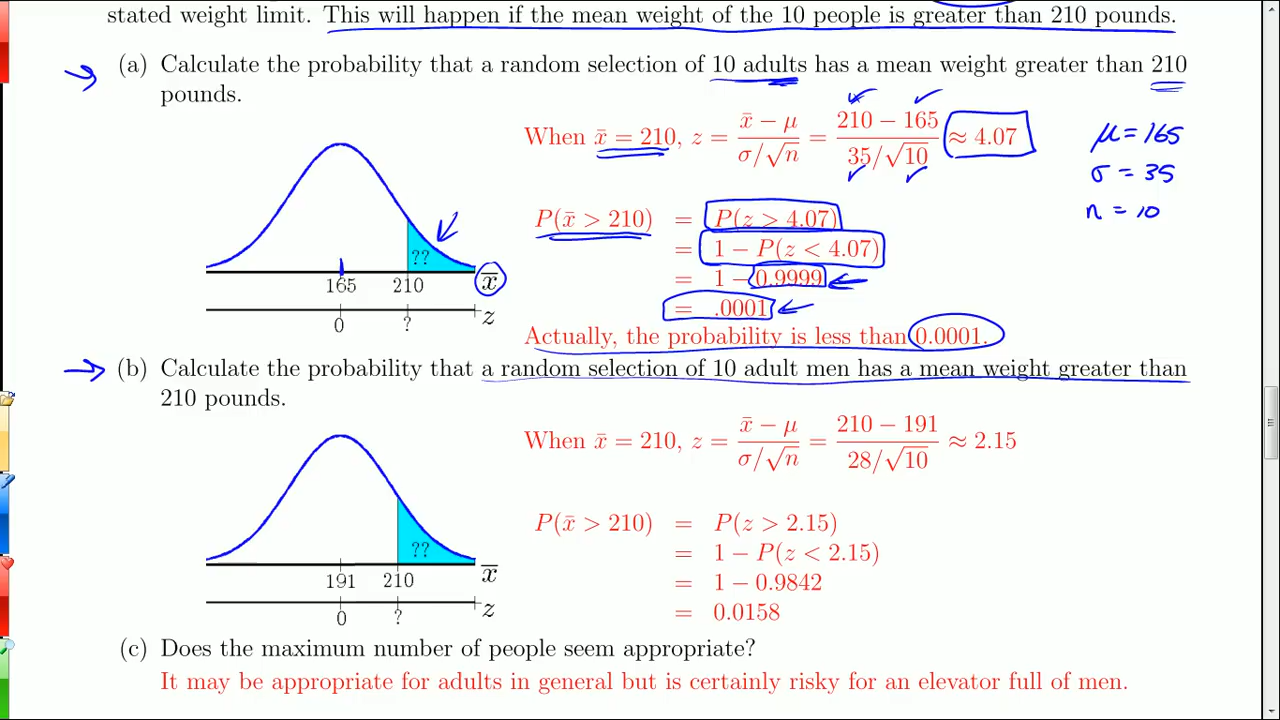 stated weight limit. This will happen if the mean weight of the 10 people is greater than 210 pounds.
(a) Calculate the probability that a random selection of 10 adults has a mean weight greater than 210
pounds.
When x̄ = 210, z = (x̄ − μ)/(σ/√n) = (210 − 165)/(35/√10) ≈ 4.07
μ = 165
σ = 35
n = 10
P(x̄ > 210) = P(z > 4.07)
= 1 − P(z < 4.07)
= 1 − 0.9999
= .0001
Actually, the probability is less than 0.0001.
??
165 210 x̄
0 ? z
(b) Calculate the probability that a random selection of 10 adult men has a mean weight greater than
210 pounds.
When x̄ = 210, z = (x̄ − μ)/(σ/√n) = (210 − 191)/(28/√10) ≈ 2.15
P(x̄ > 210) = P(z > 2.15)
= 1 − P(z < 2.15)
= 1 − 0.9842
= 0.0158
??
191 210 x̄
0 ? z
(c) Does the maximum number of people seem appropriate?
It may be appropriate for adults in general but is certainly risky for an elevator full of men.